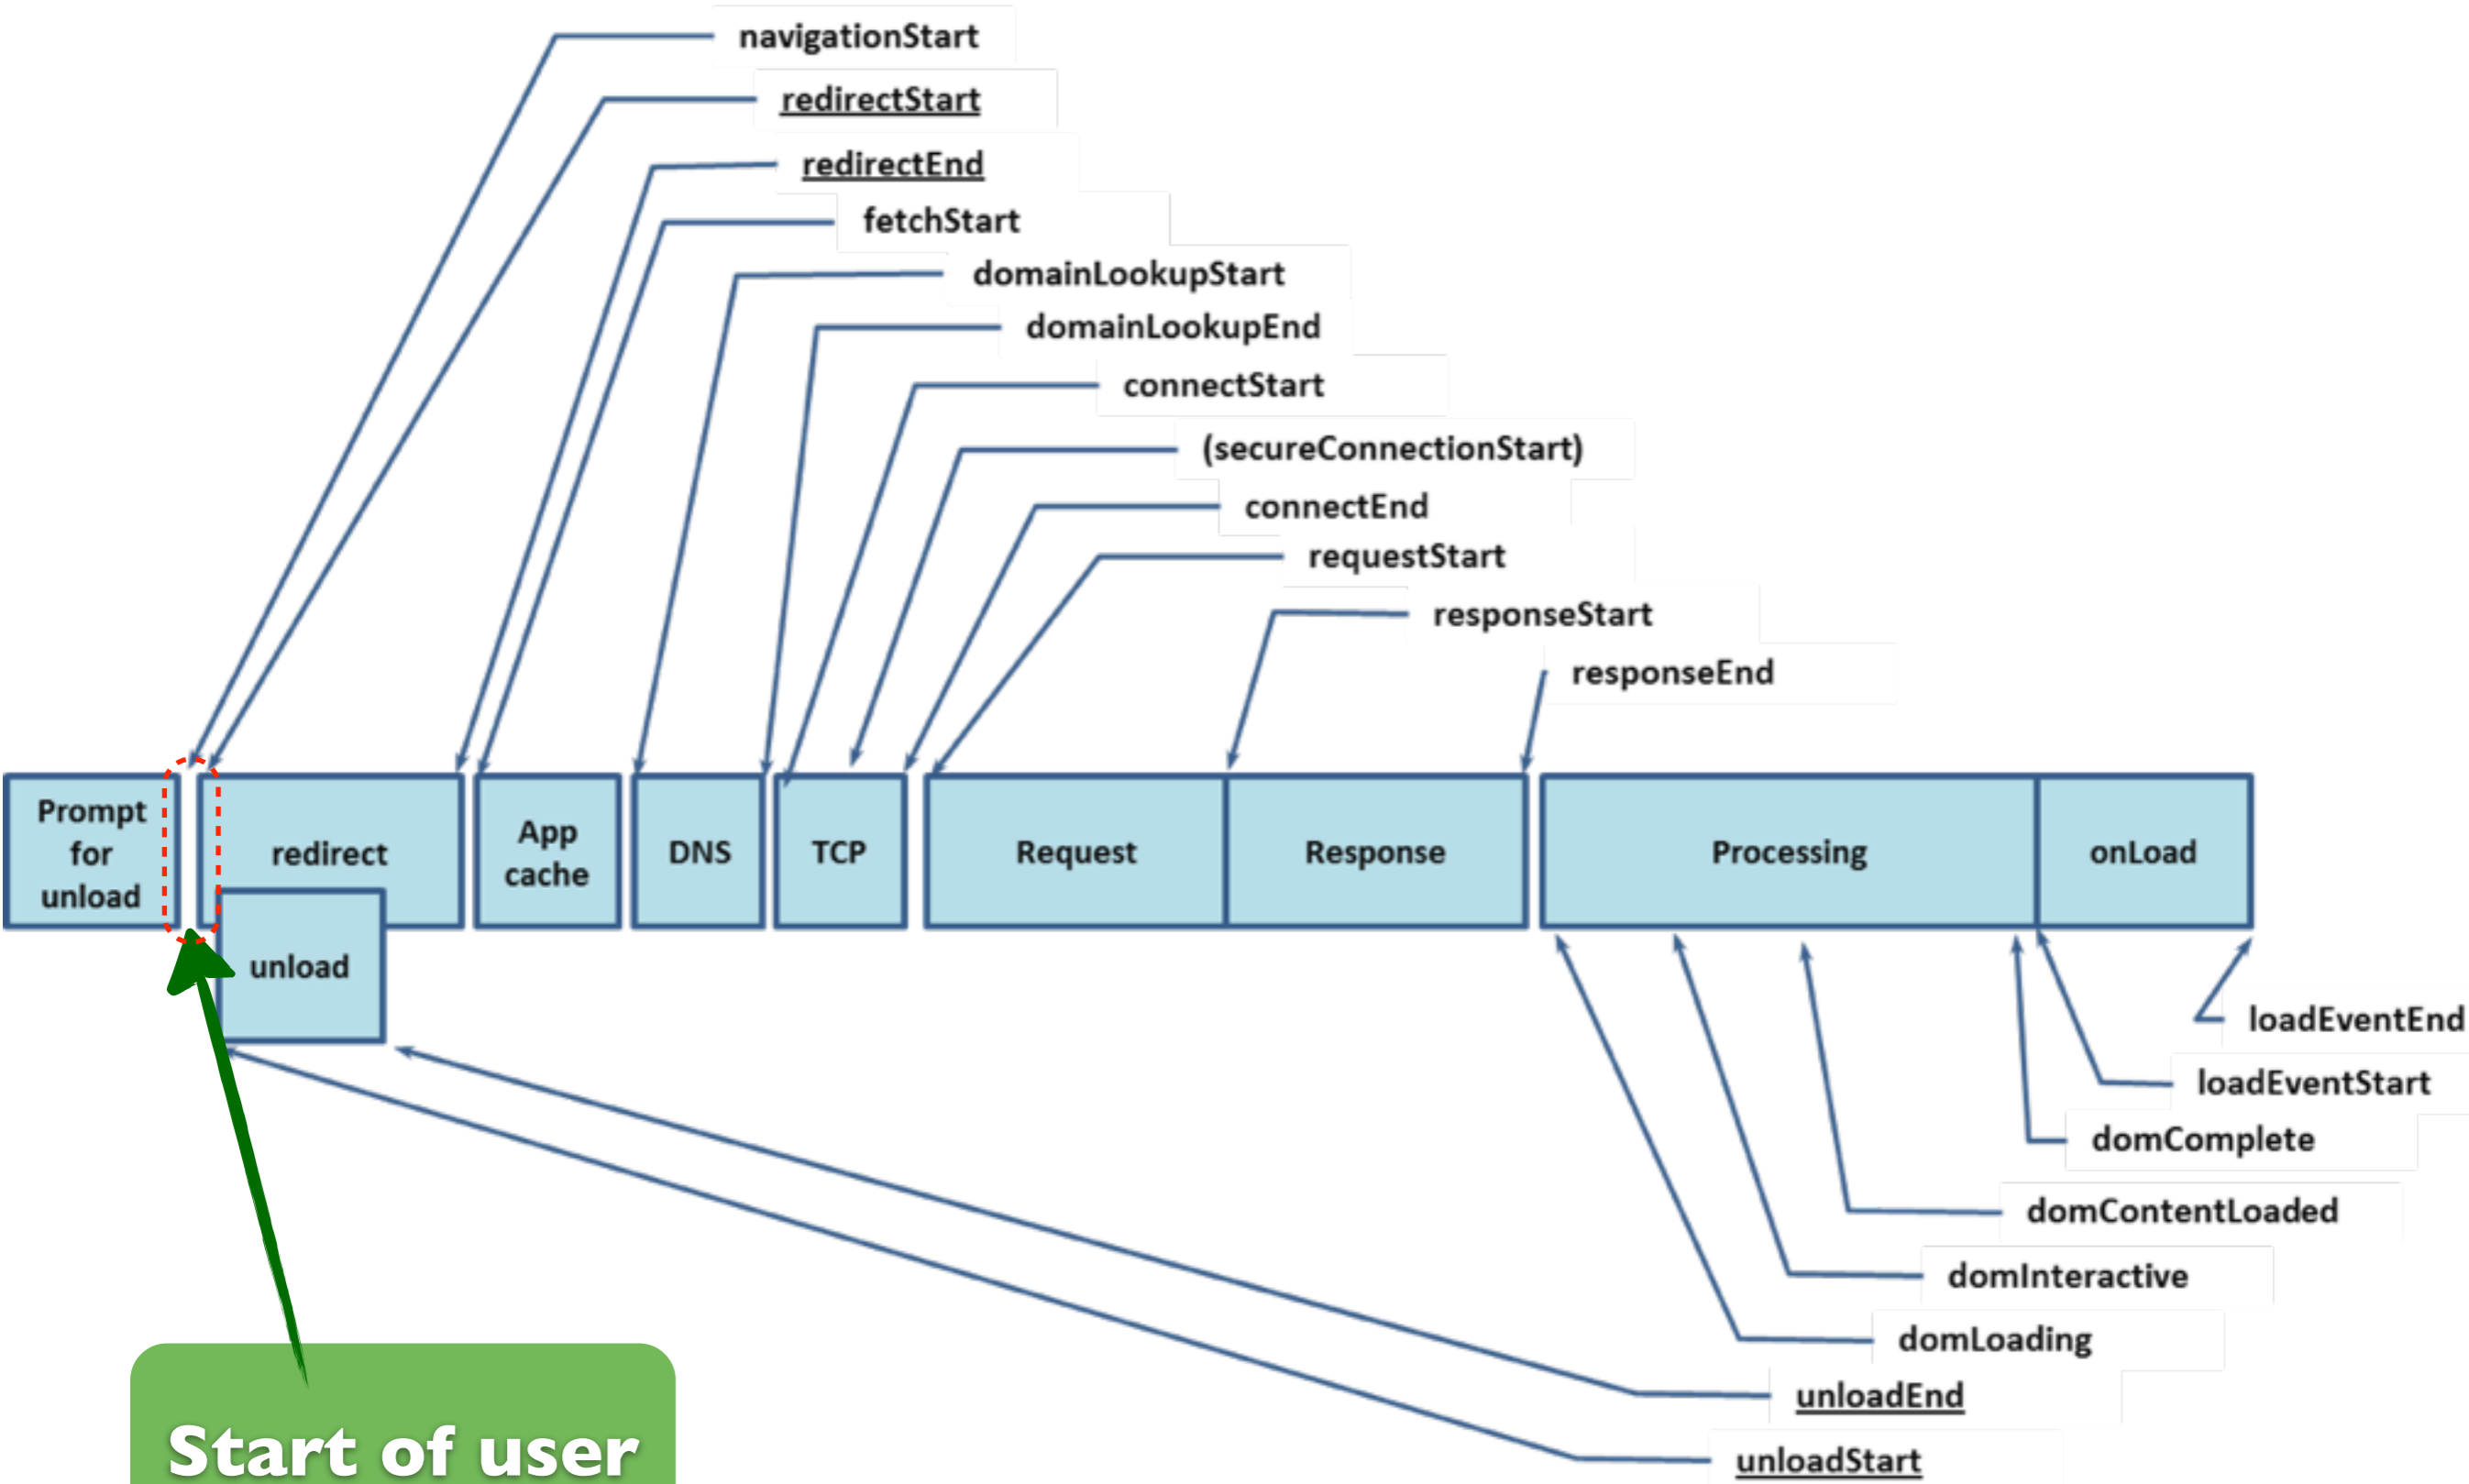 navigationStart
redirectStart
redirectEnd
fetchStart
domainLookupStart
domainLookupEnd
connectStart
(secureConnectionStart)
connectEnd
requestStart
responseStart
responseEnd
Prompt
for
unload
redirect
unload
App
cache
DNS
TCP
Request
Response
Processing
onLoad
loadEventEnd
loadEventStart
domComplete
domContentLoaded
domInteractive
domLoading
unloadEnd
unloadStart
Start of user